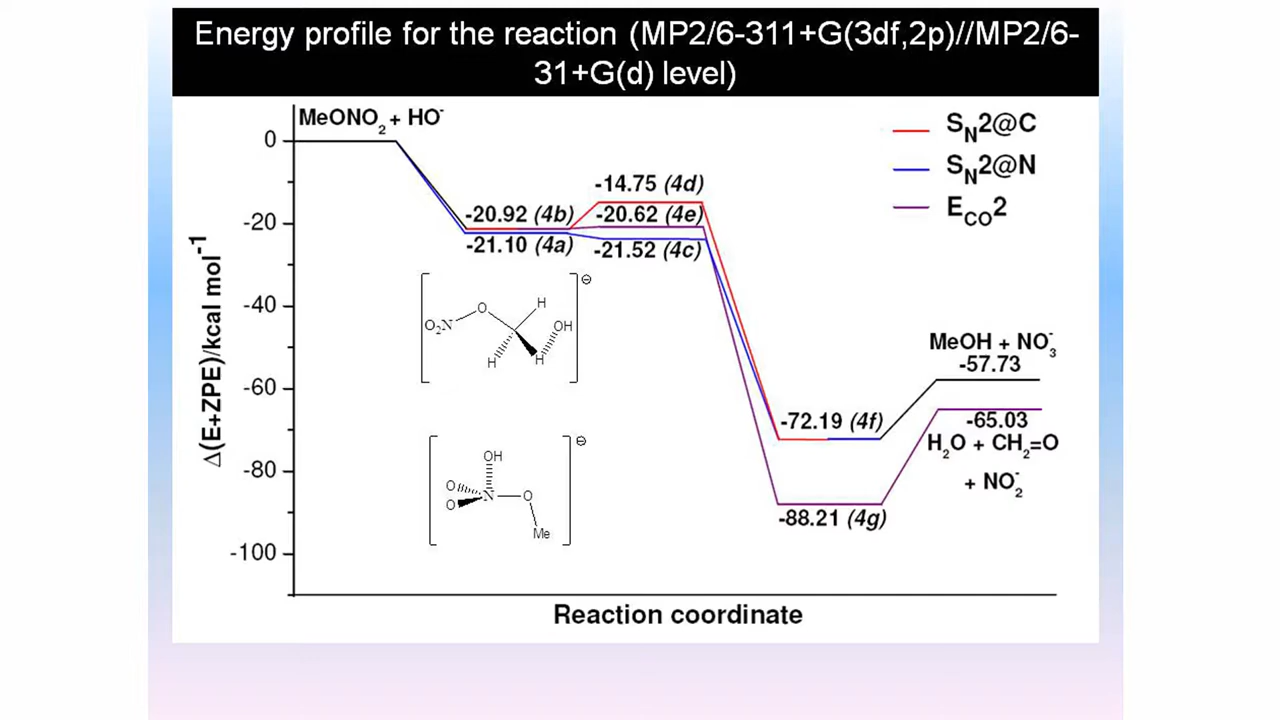 Energy profile for the reaction (MP2/6-311+G(3df,2p)//MP2/6-
31+G(d) level)
MeONO2 + HO-
SN2@C
SN2@N
ECO2
0
-20
-40
-60
-80
-100
Δ(E+ZPE)/kcal mol-1
-14.75 (4d)
-20.92 (4b)
-20.62 (4e)
-21.10 (4a)
-21.52 (4c)
⊖
O
H
O2N
OH
H
H
MeOH + NO3-
-57.73
-72.19 (4f)
-65.03
H2O + CH2=O
+ NO2-
-88.21 (4g)
⊖
OH
O
N
O
O
Me
Reaction coordinate